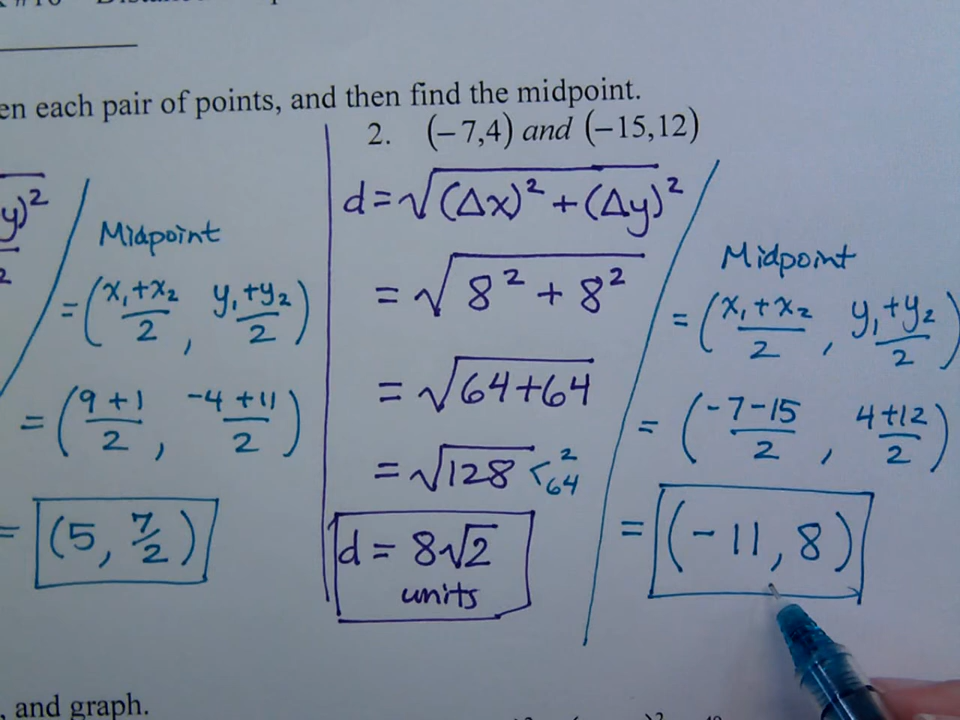 en each pair of points, and then find the midpoint.
2. (−7,4) and (−15,12)
y)²
2
Midpoint
= (x₁+x₂/2, y₁+y₂/2)
= (9+1/2, -4+11/2)
= (5, 7/2)
d = √(Δx)² + (Δy)²
= √8² + 8²
= √64+64
= √128 < 2 64
d = 8√2
units
Midpoint
= (x₁+x₂/2, y₁+y₂/2)
= (-7-15/2, 4+12/2)
= (-11, 8)
, and graph.